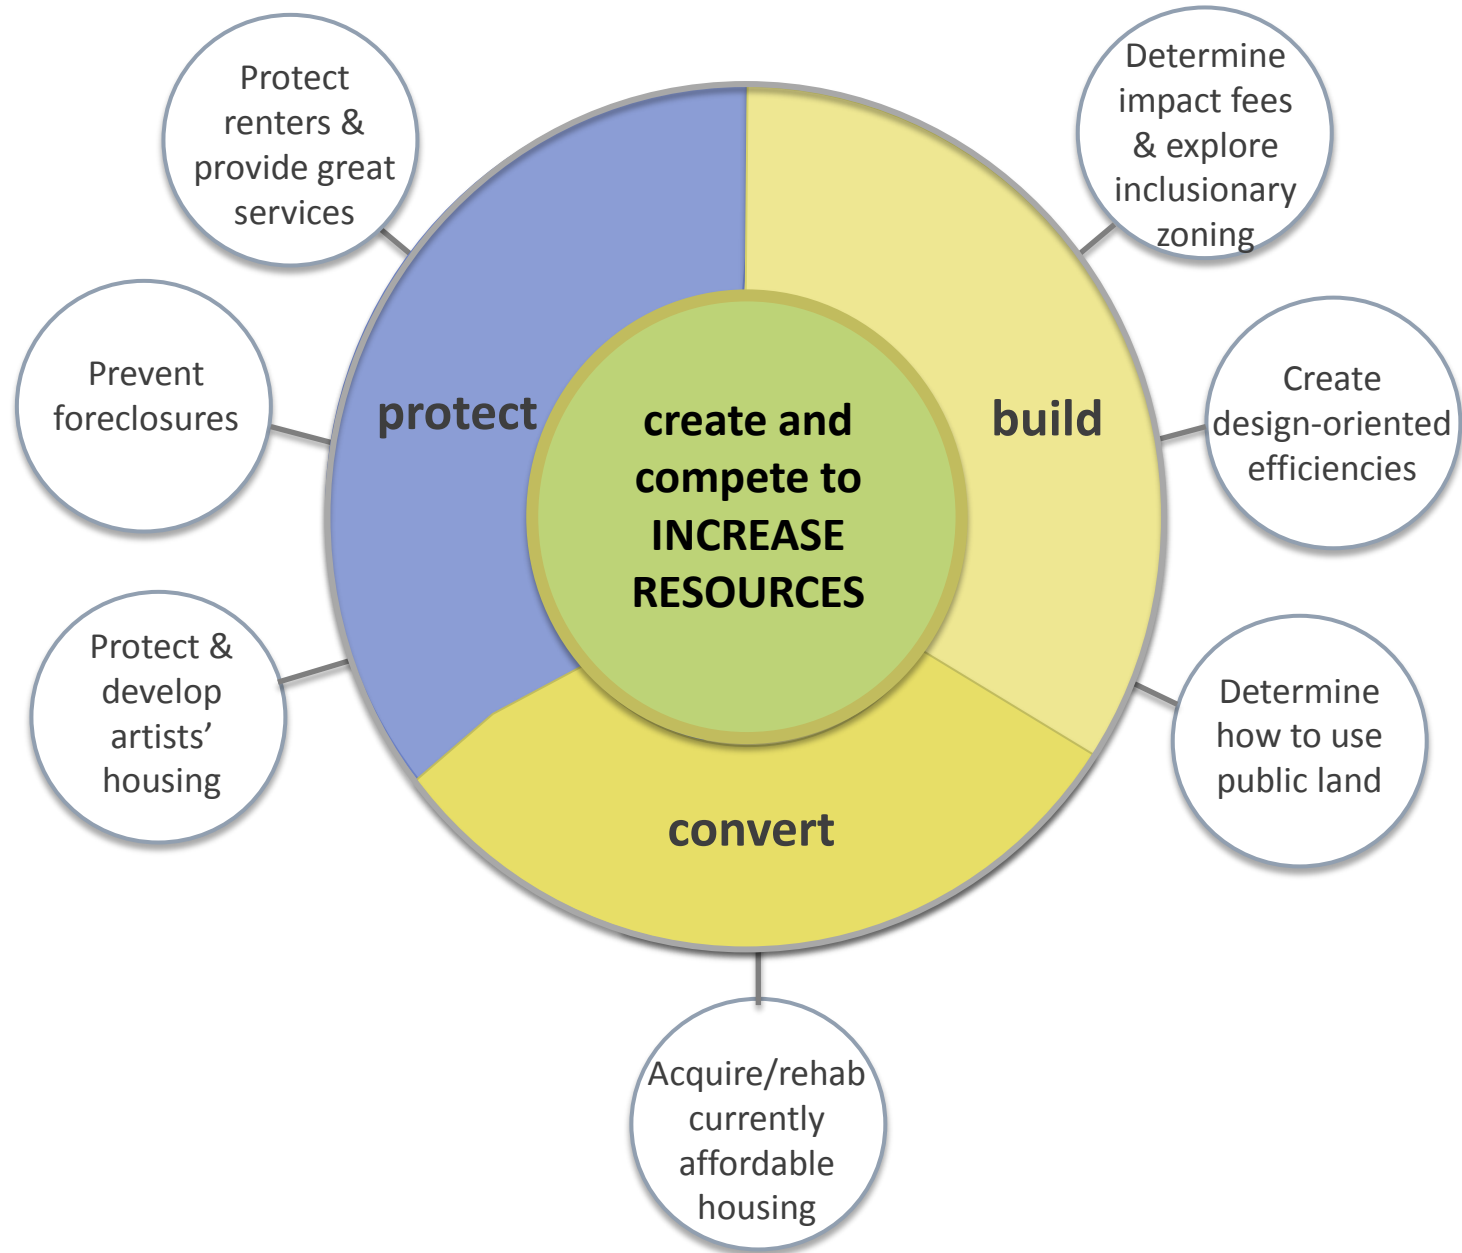 Protect
renters &
provide great
services
Determine
impact fees
& explore
inclusionary
zoning
Prevent
foreclosures
protect
create and
compete to
INCREASE
RESOURCES
build
Create
design-oriented
efficiencies
Protect &
develop
artists’
housing
Determine
how to use
public land
convert
Acquire/rehab
currently
affordable
housing